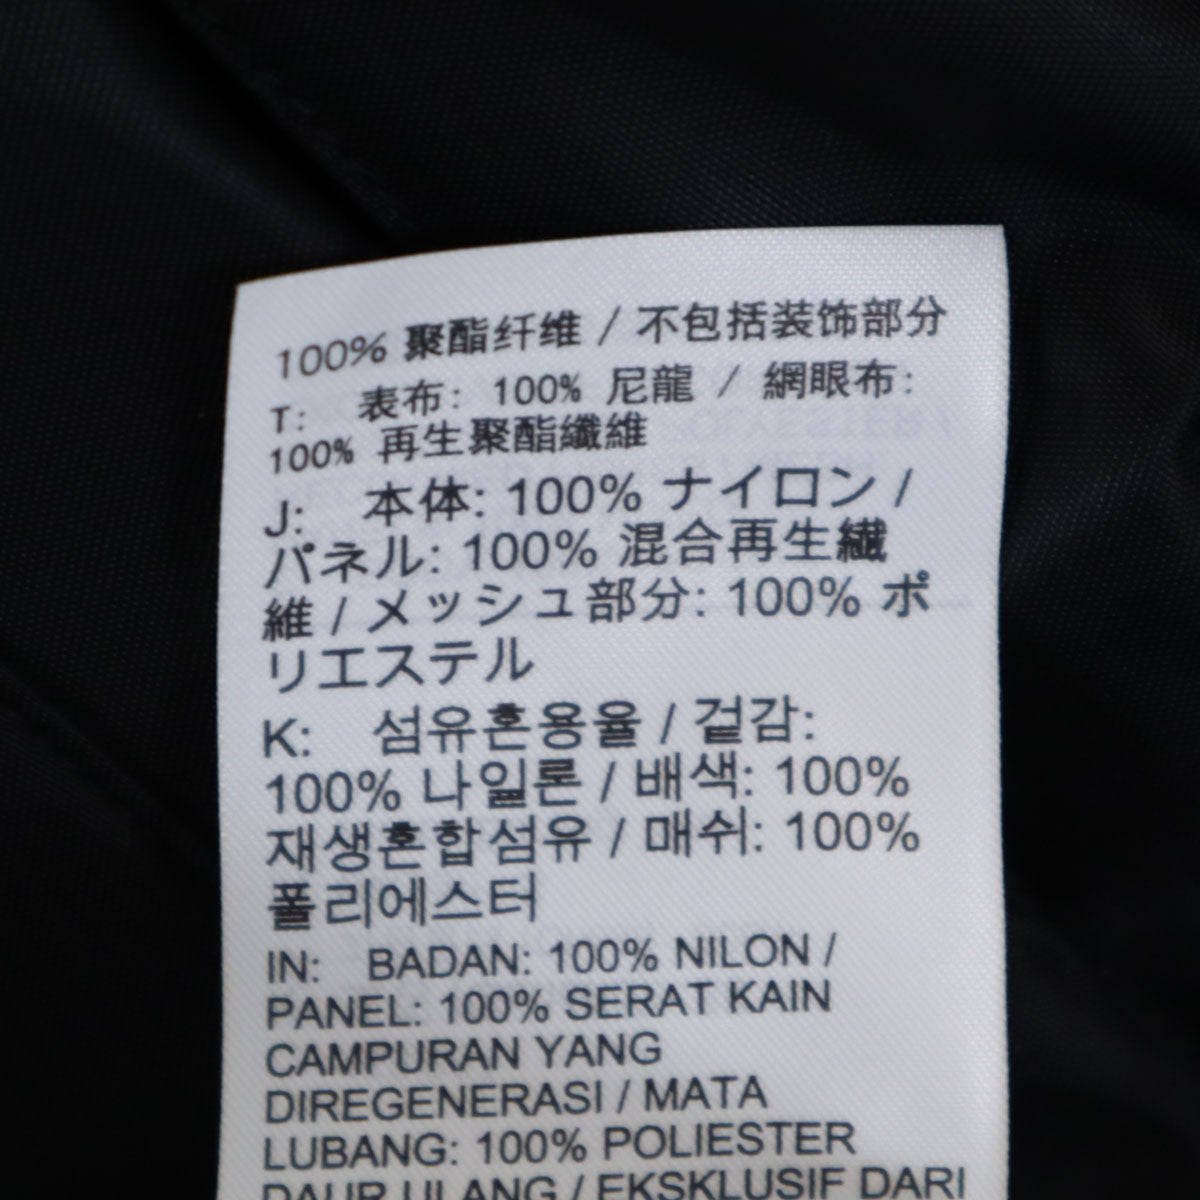 100% 聚酯纤维 / 不包括装饰部分
T: 表布: 100% 尼龍 / 網眼布:
100% 再生聚酯纖維
J: 本体: 100% ナイロン /
パネル: 100% 混合再生繊
維 / メッシュ部分: 100% ポ
リエステル
K: 섬유혼용율 / 겉감:
100% 나일론 / 배색: 100%
재생혼합섬유 / 매쉬: 100%
폴리에스터
IN: BADAN: 100% NILON /
PANEL: 100% SERAT KAIN
CAMPURAN YANG
DIREGENERASI / MATA
LUBANG: 100% POLIESTER
DAUR ULANG / EKSKLUSIF DARI